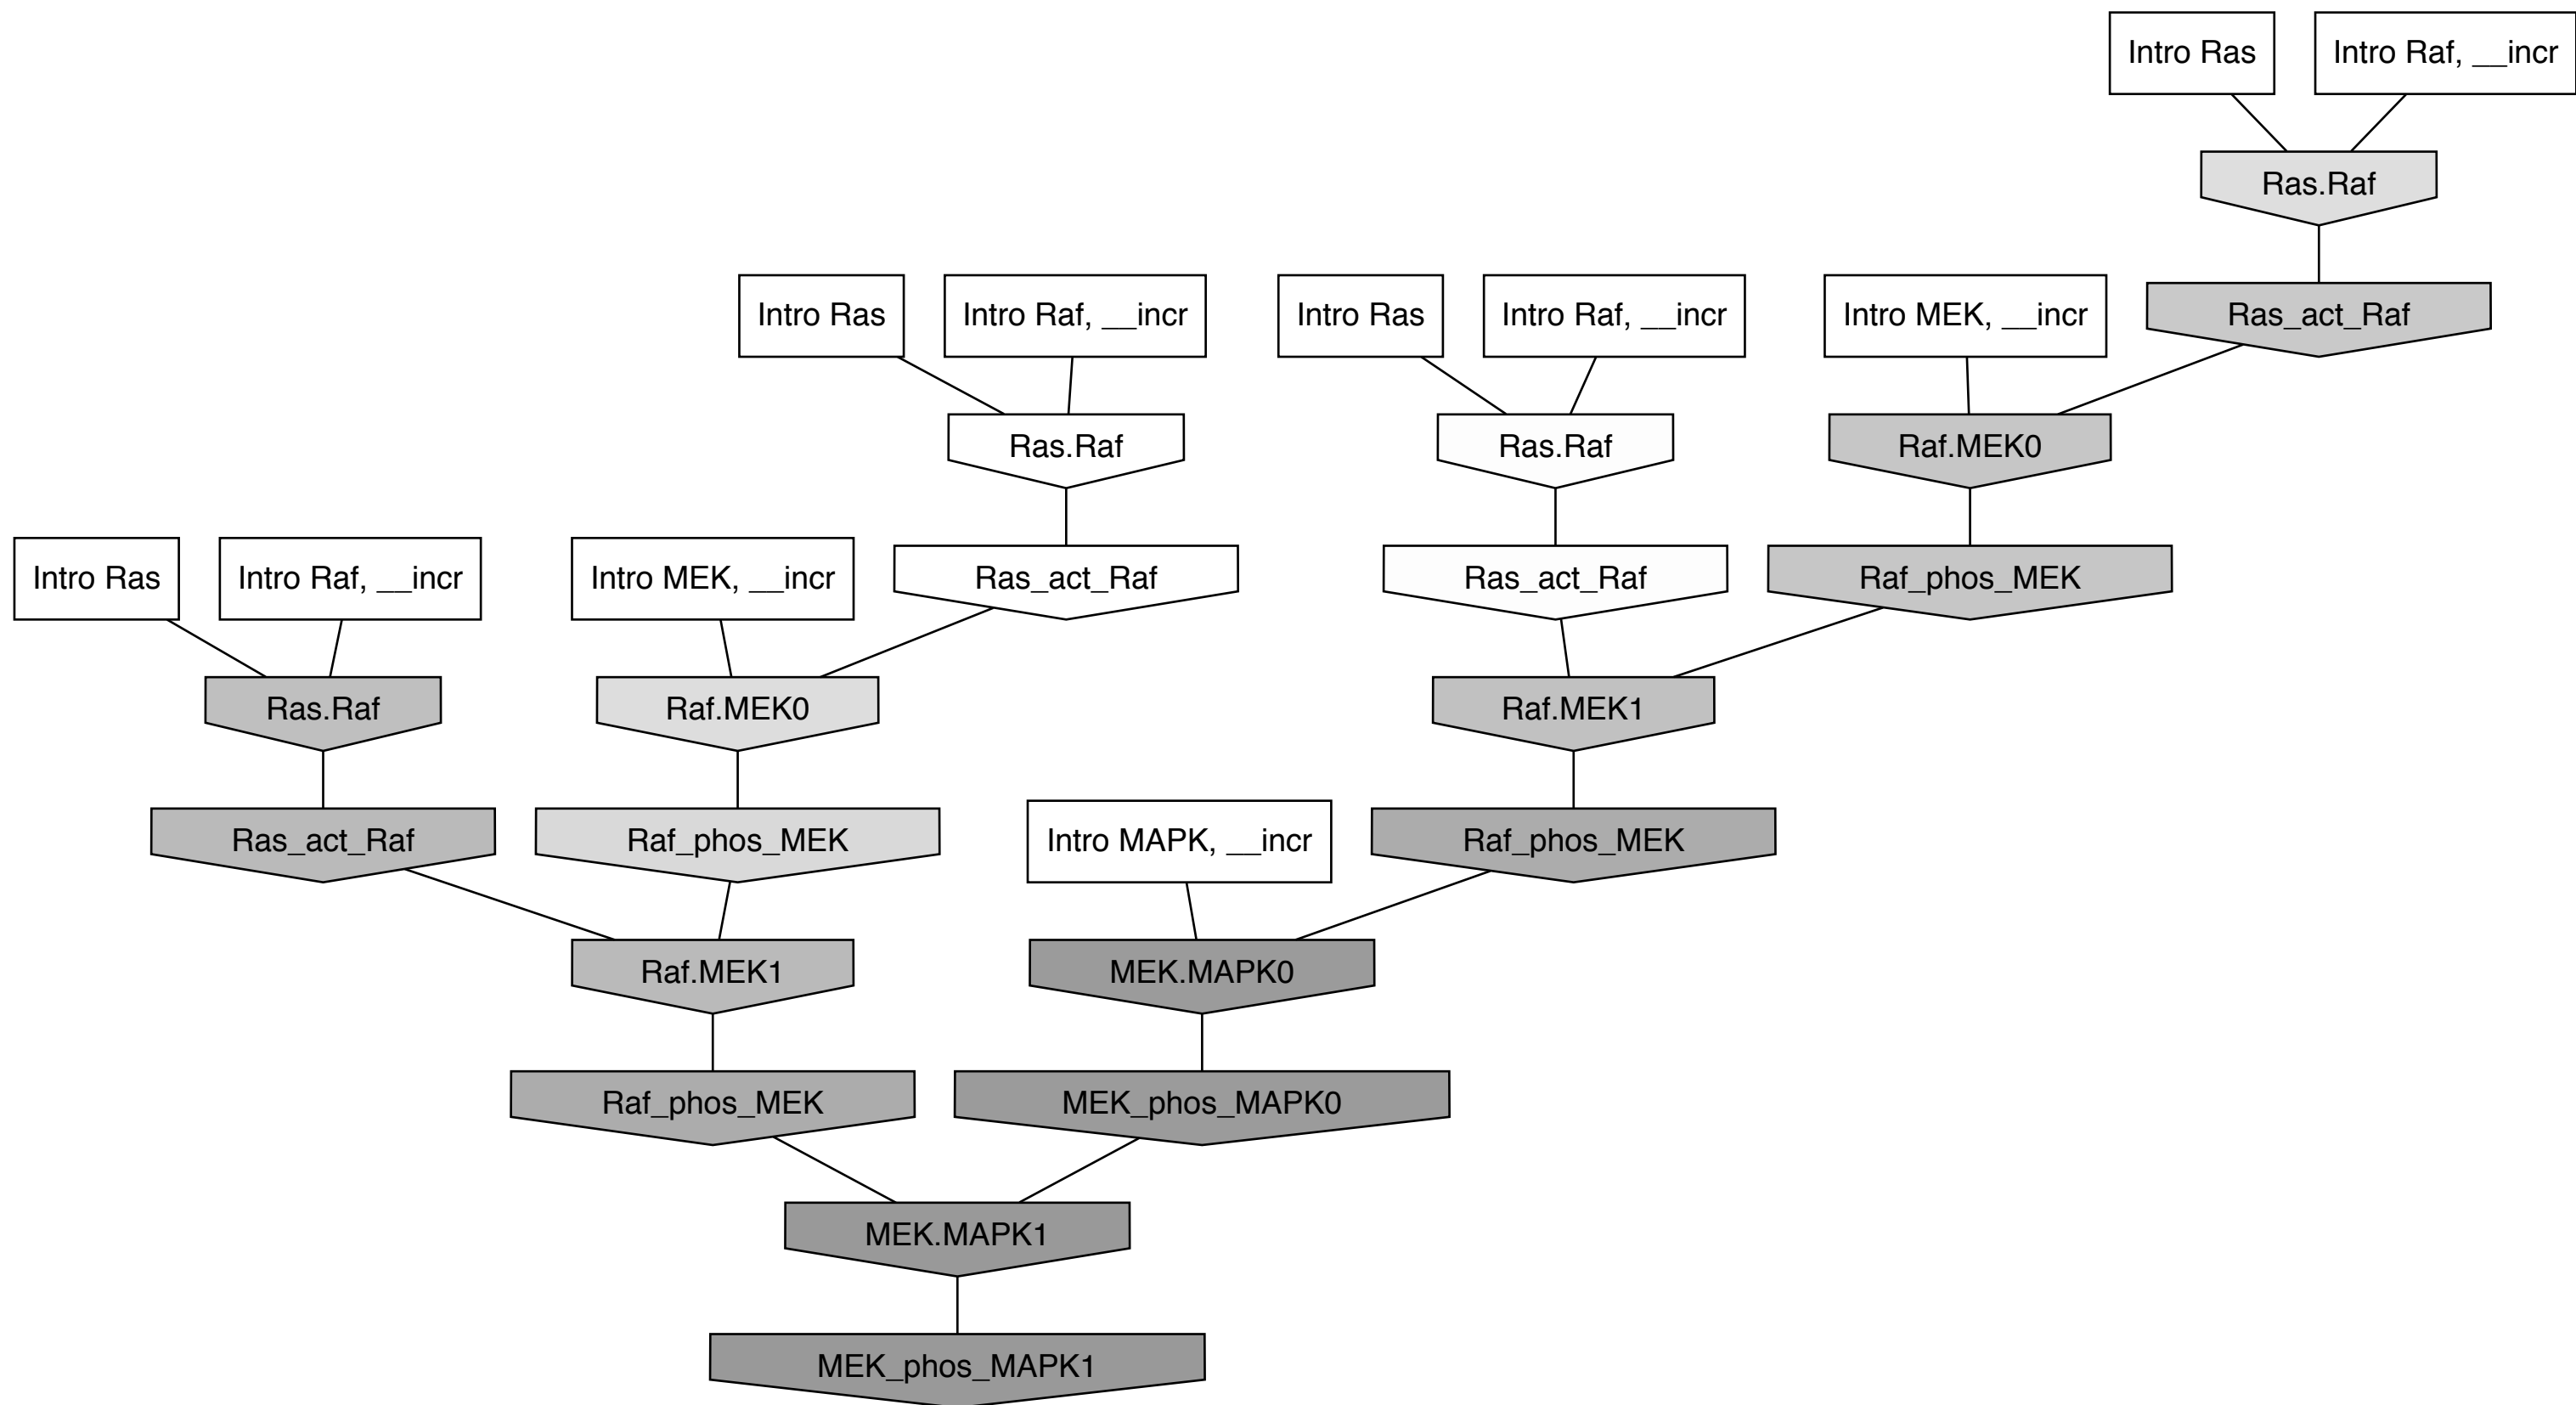 Intro Ras
Intro Raf, __incr
Ras.Raf
Intro Ras
Intro Raf, __incr
Intro Ras
Intro Raf, __incr
Intro MEK, __incr
Ras_act_Raf
Ras.Raf
Ras.Raf
Raf.MEK0
Intro Ras
Intro Raf, __incr
Intro MEK, __incr
Ras_act_Raf
Ras_act_Raf
Raf_phos_MEK
Ras.Raf
Raf.MEK0
Raf.MEK1
Ras_act_Raf
Raf_phos_MEK
Intro MAPK, __incr
Raf_phos_MEK
Raf.MEK1
MEK.MAPK0
Raf_phos_MEK
MEK_phos_MAPK0
MEK.MAPK1
MEK_phos_MAPK1